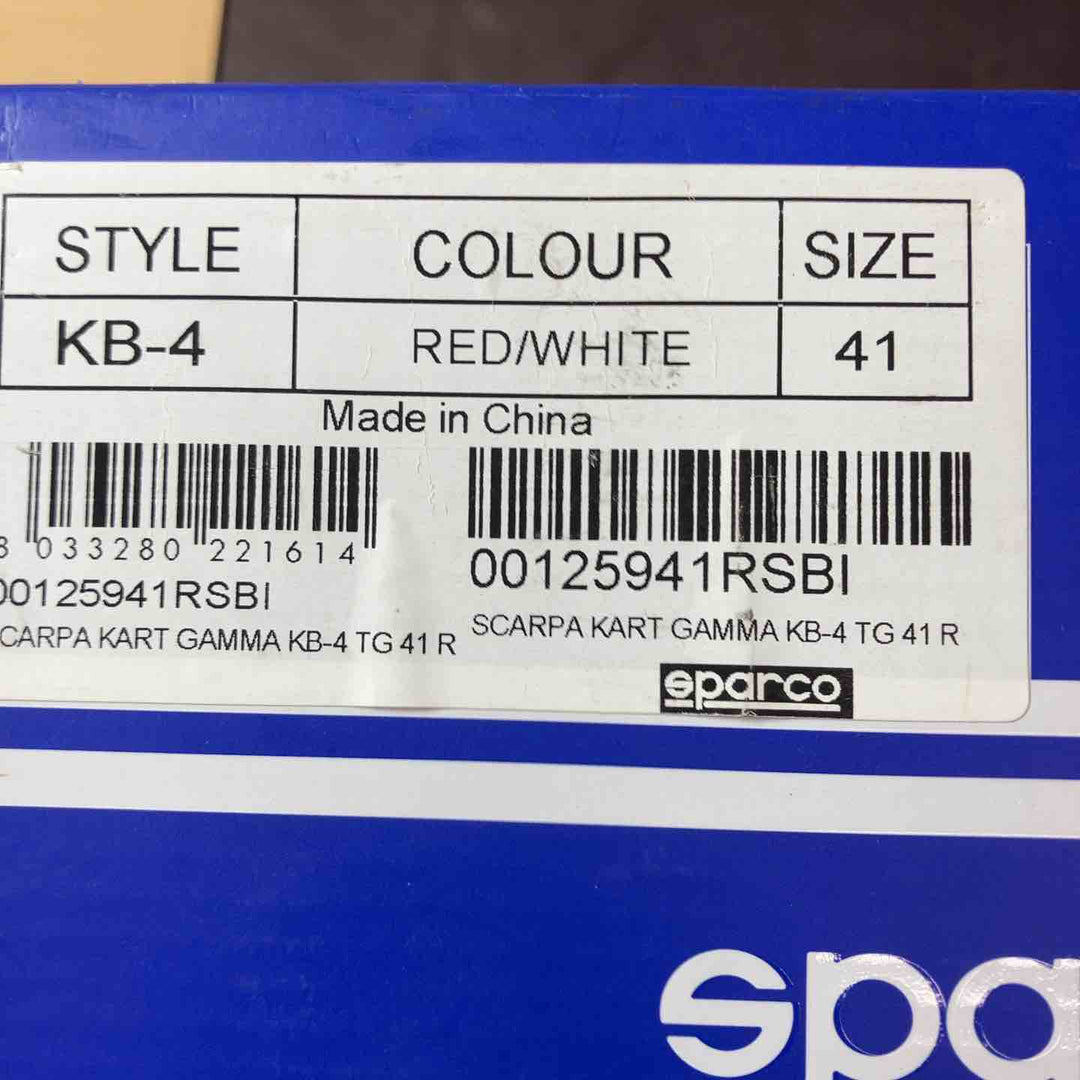 STYLE COLOUR SIZE
KB-4 RED/WHITE 41
Made in China
8 033280 221614
00125941RSBI
00125941RSBI
SCARPA KART GAMMA KB-4 TG 41 R
SCARPA KART GAMMA KB-4 TG 41 R
sparco
spa